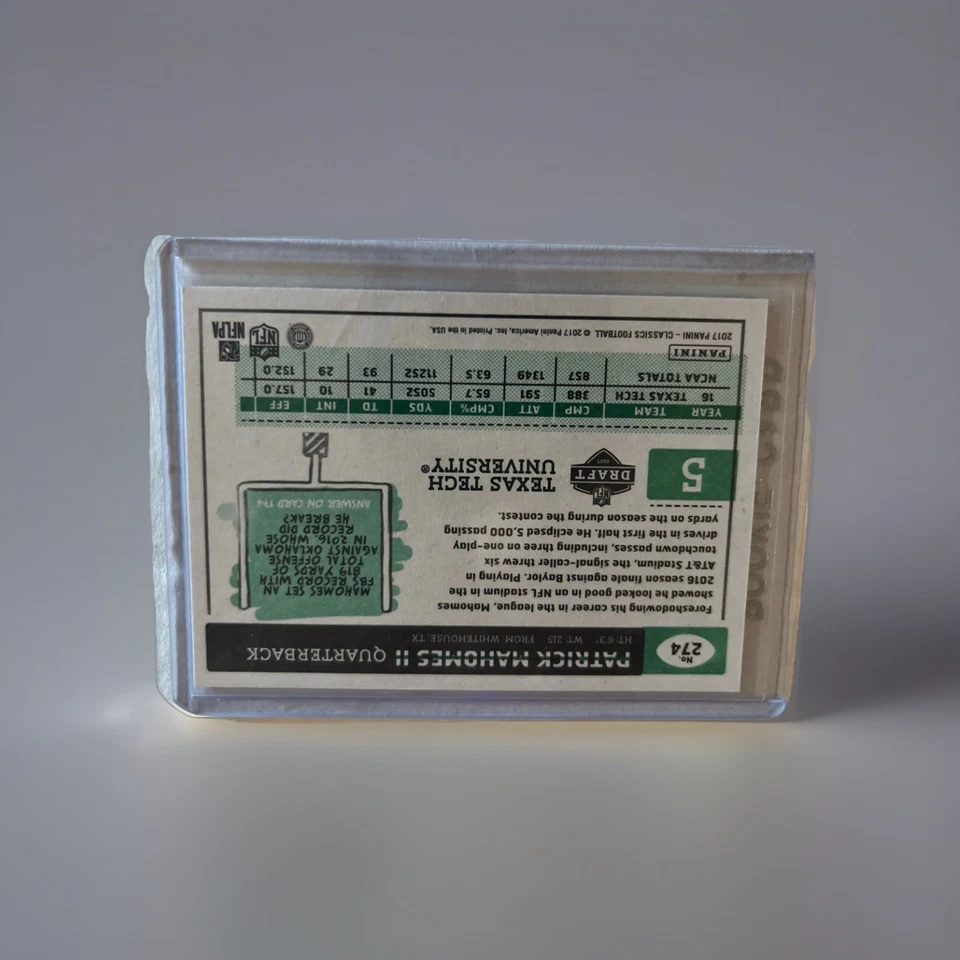 No.
274
PATRICK MAHOMES II QUARTERBACK
HT: 6'3" WT: 215 FROM: WHITEHOUSE, TX
Foreshadowing his career in the league, Mahomes
showed he looked good in an NFL stadium in the
2016 season finale against Baylor. Playing in
AT&T Stadium, the signal-caller threw six
touchdown passes, including three on one-play
drives in the first half. He eclipsed 5,000 passing
yards on the season during the contest.
MAHOMES SET AN
FBS RECORD WITH
819 YARDS OF
TOTAL OFFENSE
AGAINST OKLAHOMA
IN 2016. WHOSE
RECORD DID
HE BREAK?
ANSWER ON CARD 174
5
NFL
DRAFT
2017
TEXAS TECH
UNIVERSITY®
YEAR TEAM CMP ATT CMP% YDS TD INT EFF
16 TEXAS TECH 388 591 65.7 5052 41 10 157.0
NCAA TOTALS 857 1349 63.5 11252 93 29 152.0
PANINI
2017 PANINI – CLASSICS FOOTBALL © 2017 Panini America, Inc. Printed in the USA.
NFL
NFLPA